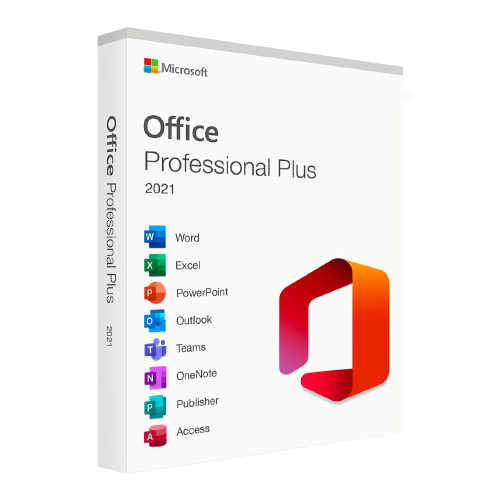 Microsoft
Office
Professional Plus
2021
Word
Excel
PowerPoint
Outlook
Teams
OneNote
Publisher
Access
Office Professional Plus 2021